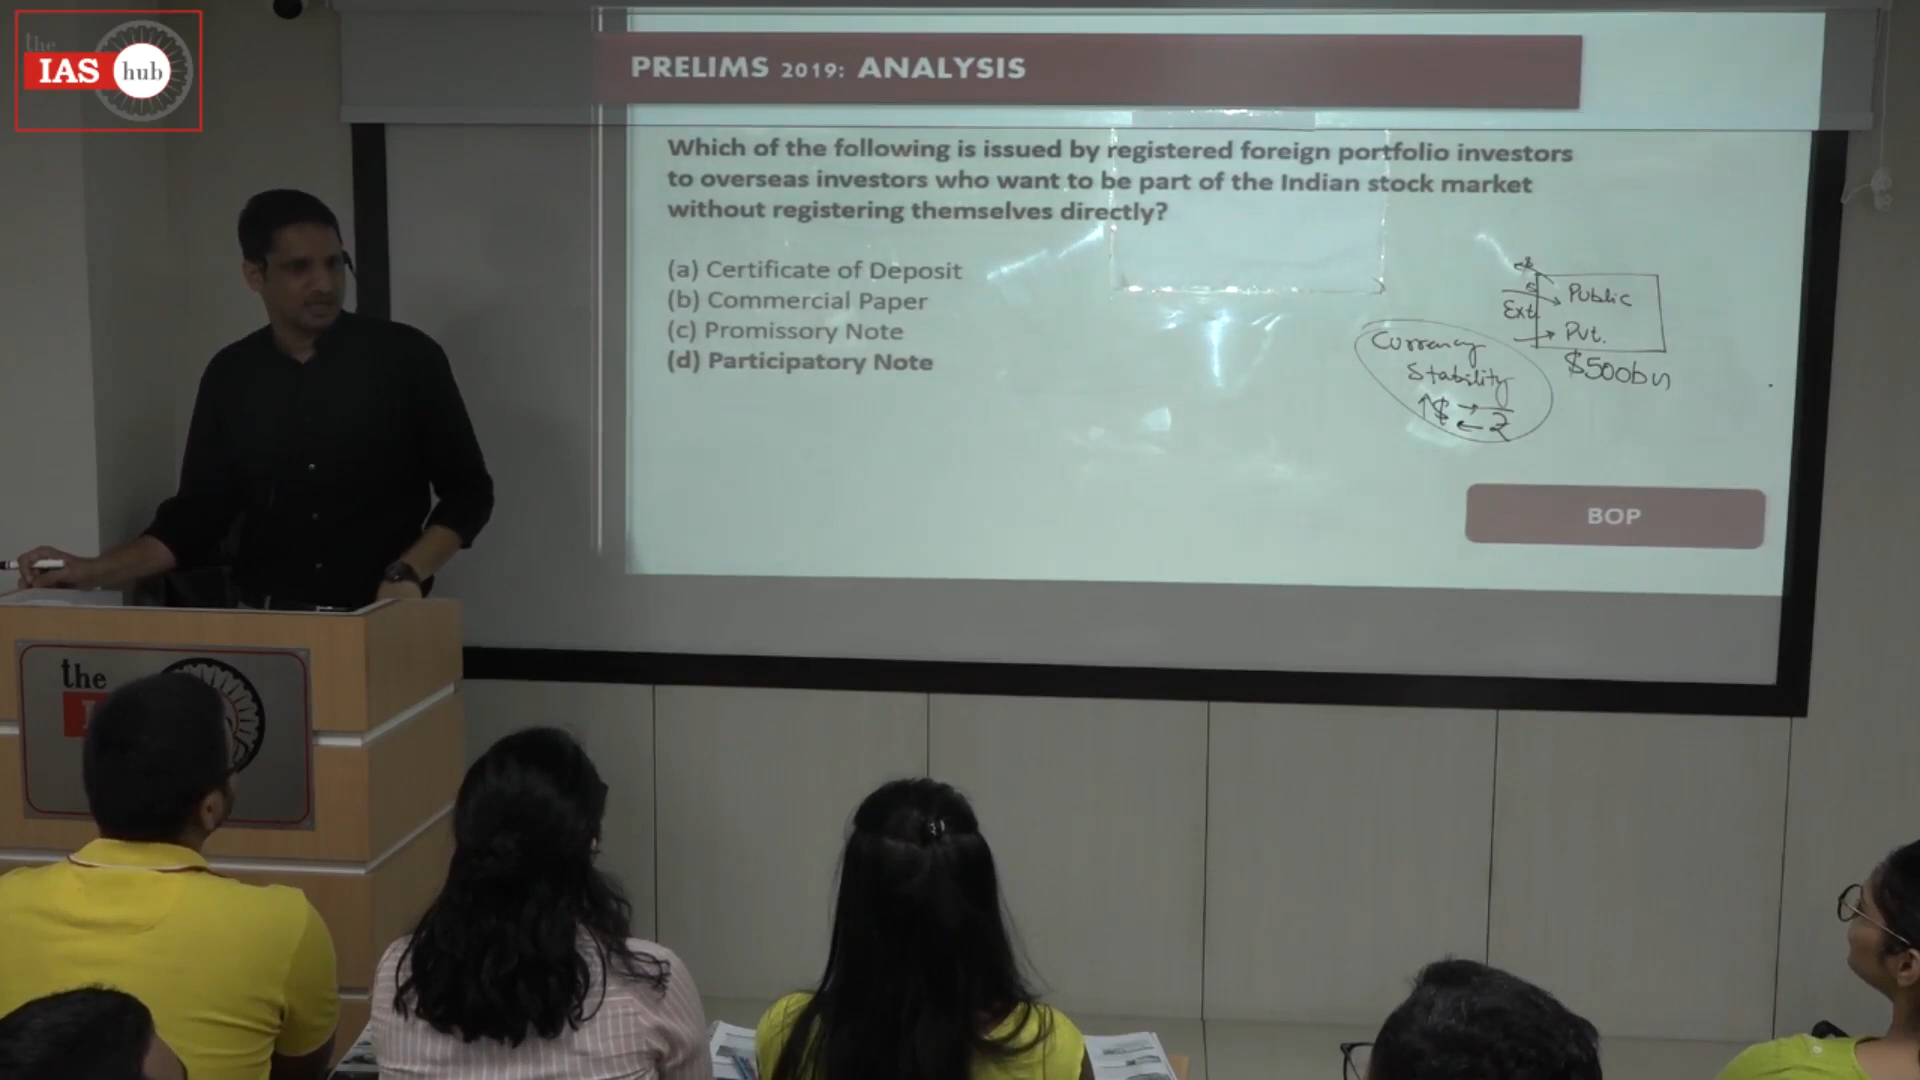 the
IAS hub
PRELIMS 2019: ANALYSIS
Which of the following is issued by registered foreign portfolio investors
to overseas investors who want to be part of the Indian stock market
without registering themselves directly?
(a) Certificate of Deposit
(b) Commercial Paper
(c) Promissory Note
(d) Participatory Note
Public
Ext.
Pvt.
$500bn
Currency
Stability
↑$ → ← ₹
BOP
the